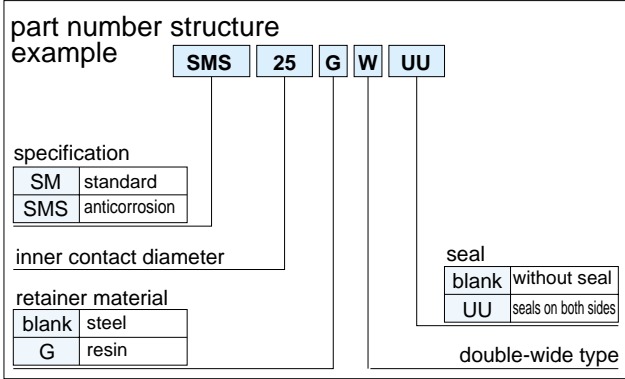 part number structure
example
SMS 25 G W UU
specification
SM standard
SMS anticorrosion
inner contact diameter
retainer material
blank steel
G resin
seal
blank without seal
UU seals on both sides
double-wide type